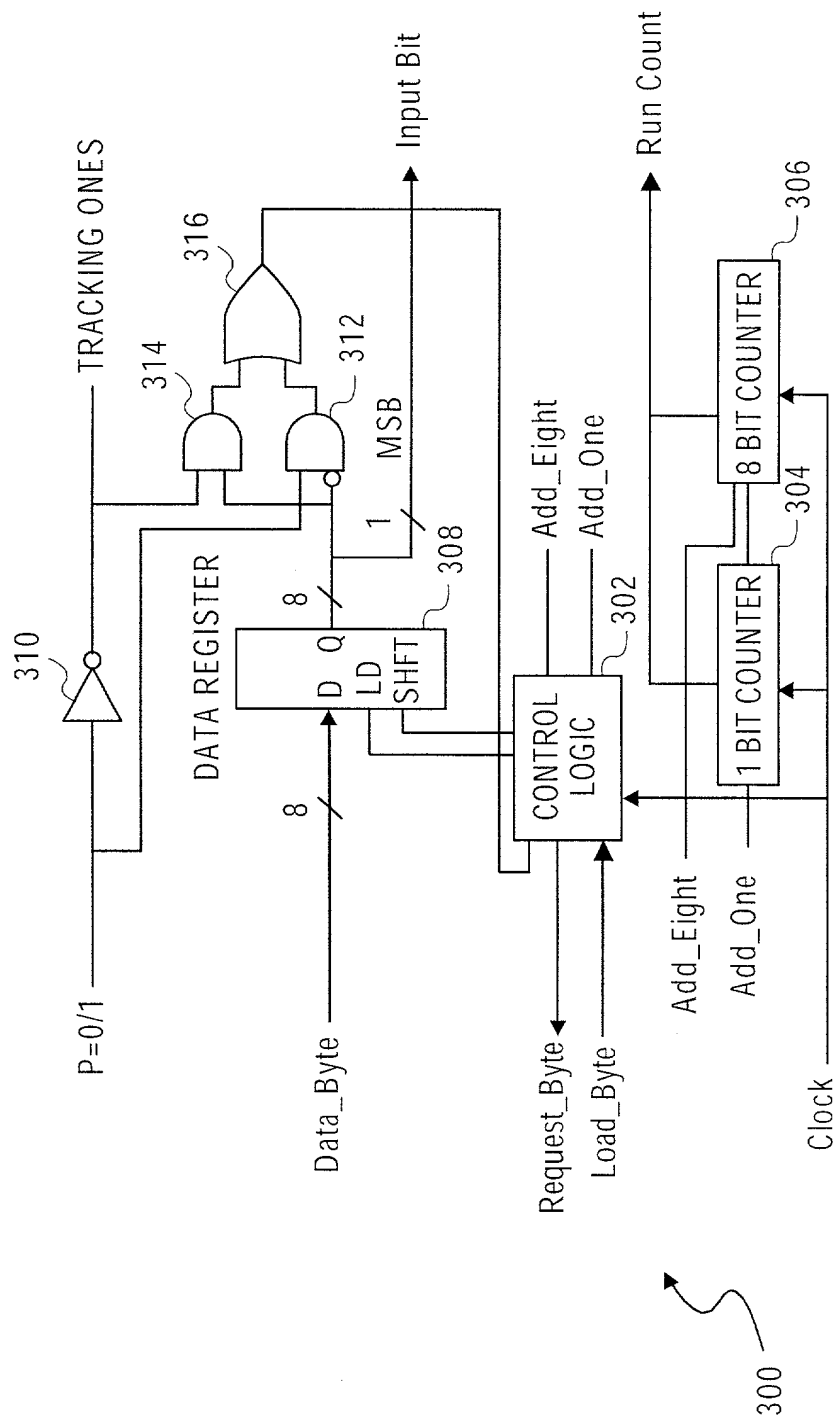 P=0/1
310
TRACKING ONES
314
316
312
DATA REGISTER
Data_Byte
8
D Q
LD
SHFT
308
8
1
MSB
Input Bit
Request_Byte
Load_Byte
CONTROL
LOGIC
302
Add_Eight
Add_One
Add_Eight
Add_One
1 BIT COUNTER
304
8 BIT COUNTER
306
Run Count
Clock
300